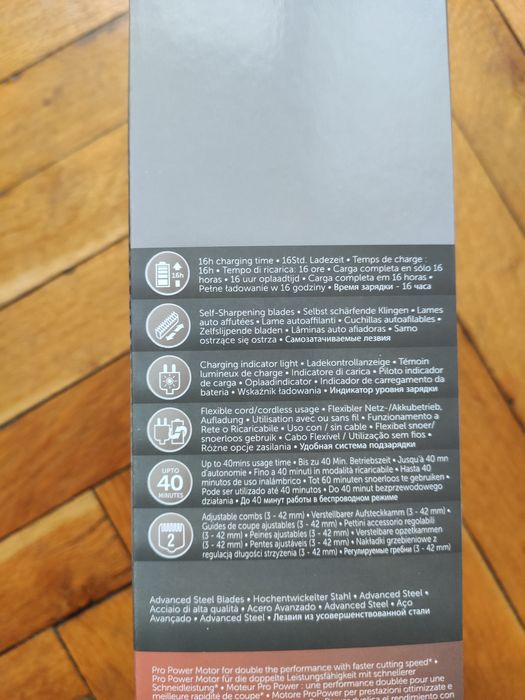 16h
16h charging time • 16Std. Ladezeit • Temps de charge :
16h • Tempo di ricarica: 16 ore • Carga completa en sólo 16
horas • 16 uur oplaadtijd • Carga completa em 16 horas •
Pełne ładowanie w 16 godziny • Время зарядки - 16 часа
Self-Sharpening blades • Selbst schärfende Klingen • Lames
auto affutées • Lame autoaffilanti • Cuchillas autoafilables •
Zelfslijpende bladen • Lâminas auto afiadoras • Samo
ostrzące się ostrza • Самозатачиваемые лезвия
Charging indicator light • Ladekontrollanzeige • Témoin
lumineux de charge • Indicatore di carica • Piloto indicador
de carga • Oplaadindicator • Indicador de carregamento da
bateria • Wskaźnik ładowania • Индикатор уровня зарядки
Flexible cord/cordless usage • Flexibler Netz-/Akkubetrieb,
Aufladung • Utilisation avec ou sans fil • Funzionamento a
Rete o Ricaricabile • Uso con / sin cable • Flexibel snoer/
snoerloos gebruik • Cabo Flexível / Utilização sem fios •
Różne opcje zasilania • Удобная система подзарядки
UP TO
40
MINUTES
Up to 40mins usage time • Bis zu 40 Min. Betriebszeit • Jusqu'à 40 mn
d'autonomie • Fino a 40 minuti in modalità ricaricabile • Hasta 40
minutos de uso inalámbrico • Tot 60 minuten snoerloos te gebruiken •
Pode ser utilizado até 40 minutos • Do 40 minut bezprzewodowego
działania • До 40 минут работы в беспроводном режиме
2
Adjustable combs (3 - 42 mm) • Verstellbarer Aufsteckkamm (3 - 42 mm) •
Guides de coupe ajustables (3 - 42 mm) • Pettini accessorio regolabili
(3 - 42 mm) • Peines ajustables (3 - 42 mm) • Verstelbare opzetkammen
(3 - 42 mm) • Pentes ajustáveis (3 - 42 mm) • Nakładki grzebieniowe z
regulacją długości strzyżenia (3 - 42 mm) • Регулируемые гребни (3 - 42 mm)
Advanced Steel Blades • Hochentwickelter Stahl • Advanced Steel •
Acciaio di alta qualità • Acero Avanzado • Advanced Steel • Aço
Avançado • Advanced Steel • Лезвия из усовершенствованной стали
Pro Power Motor for double the performance with faster cutting speed* •
Pro Power Motor für die doppelte Leistungsfähigkeit mit schnellerer
Schneidleistung* • Moteur Pro Power : une performance doublée pour une
meilleure rapidité de coupe* • Motore ProPower per prestazioni ottimizzate e